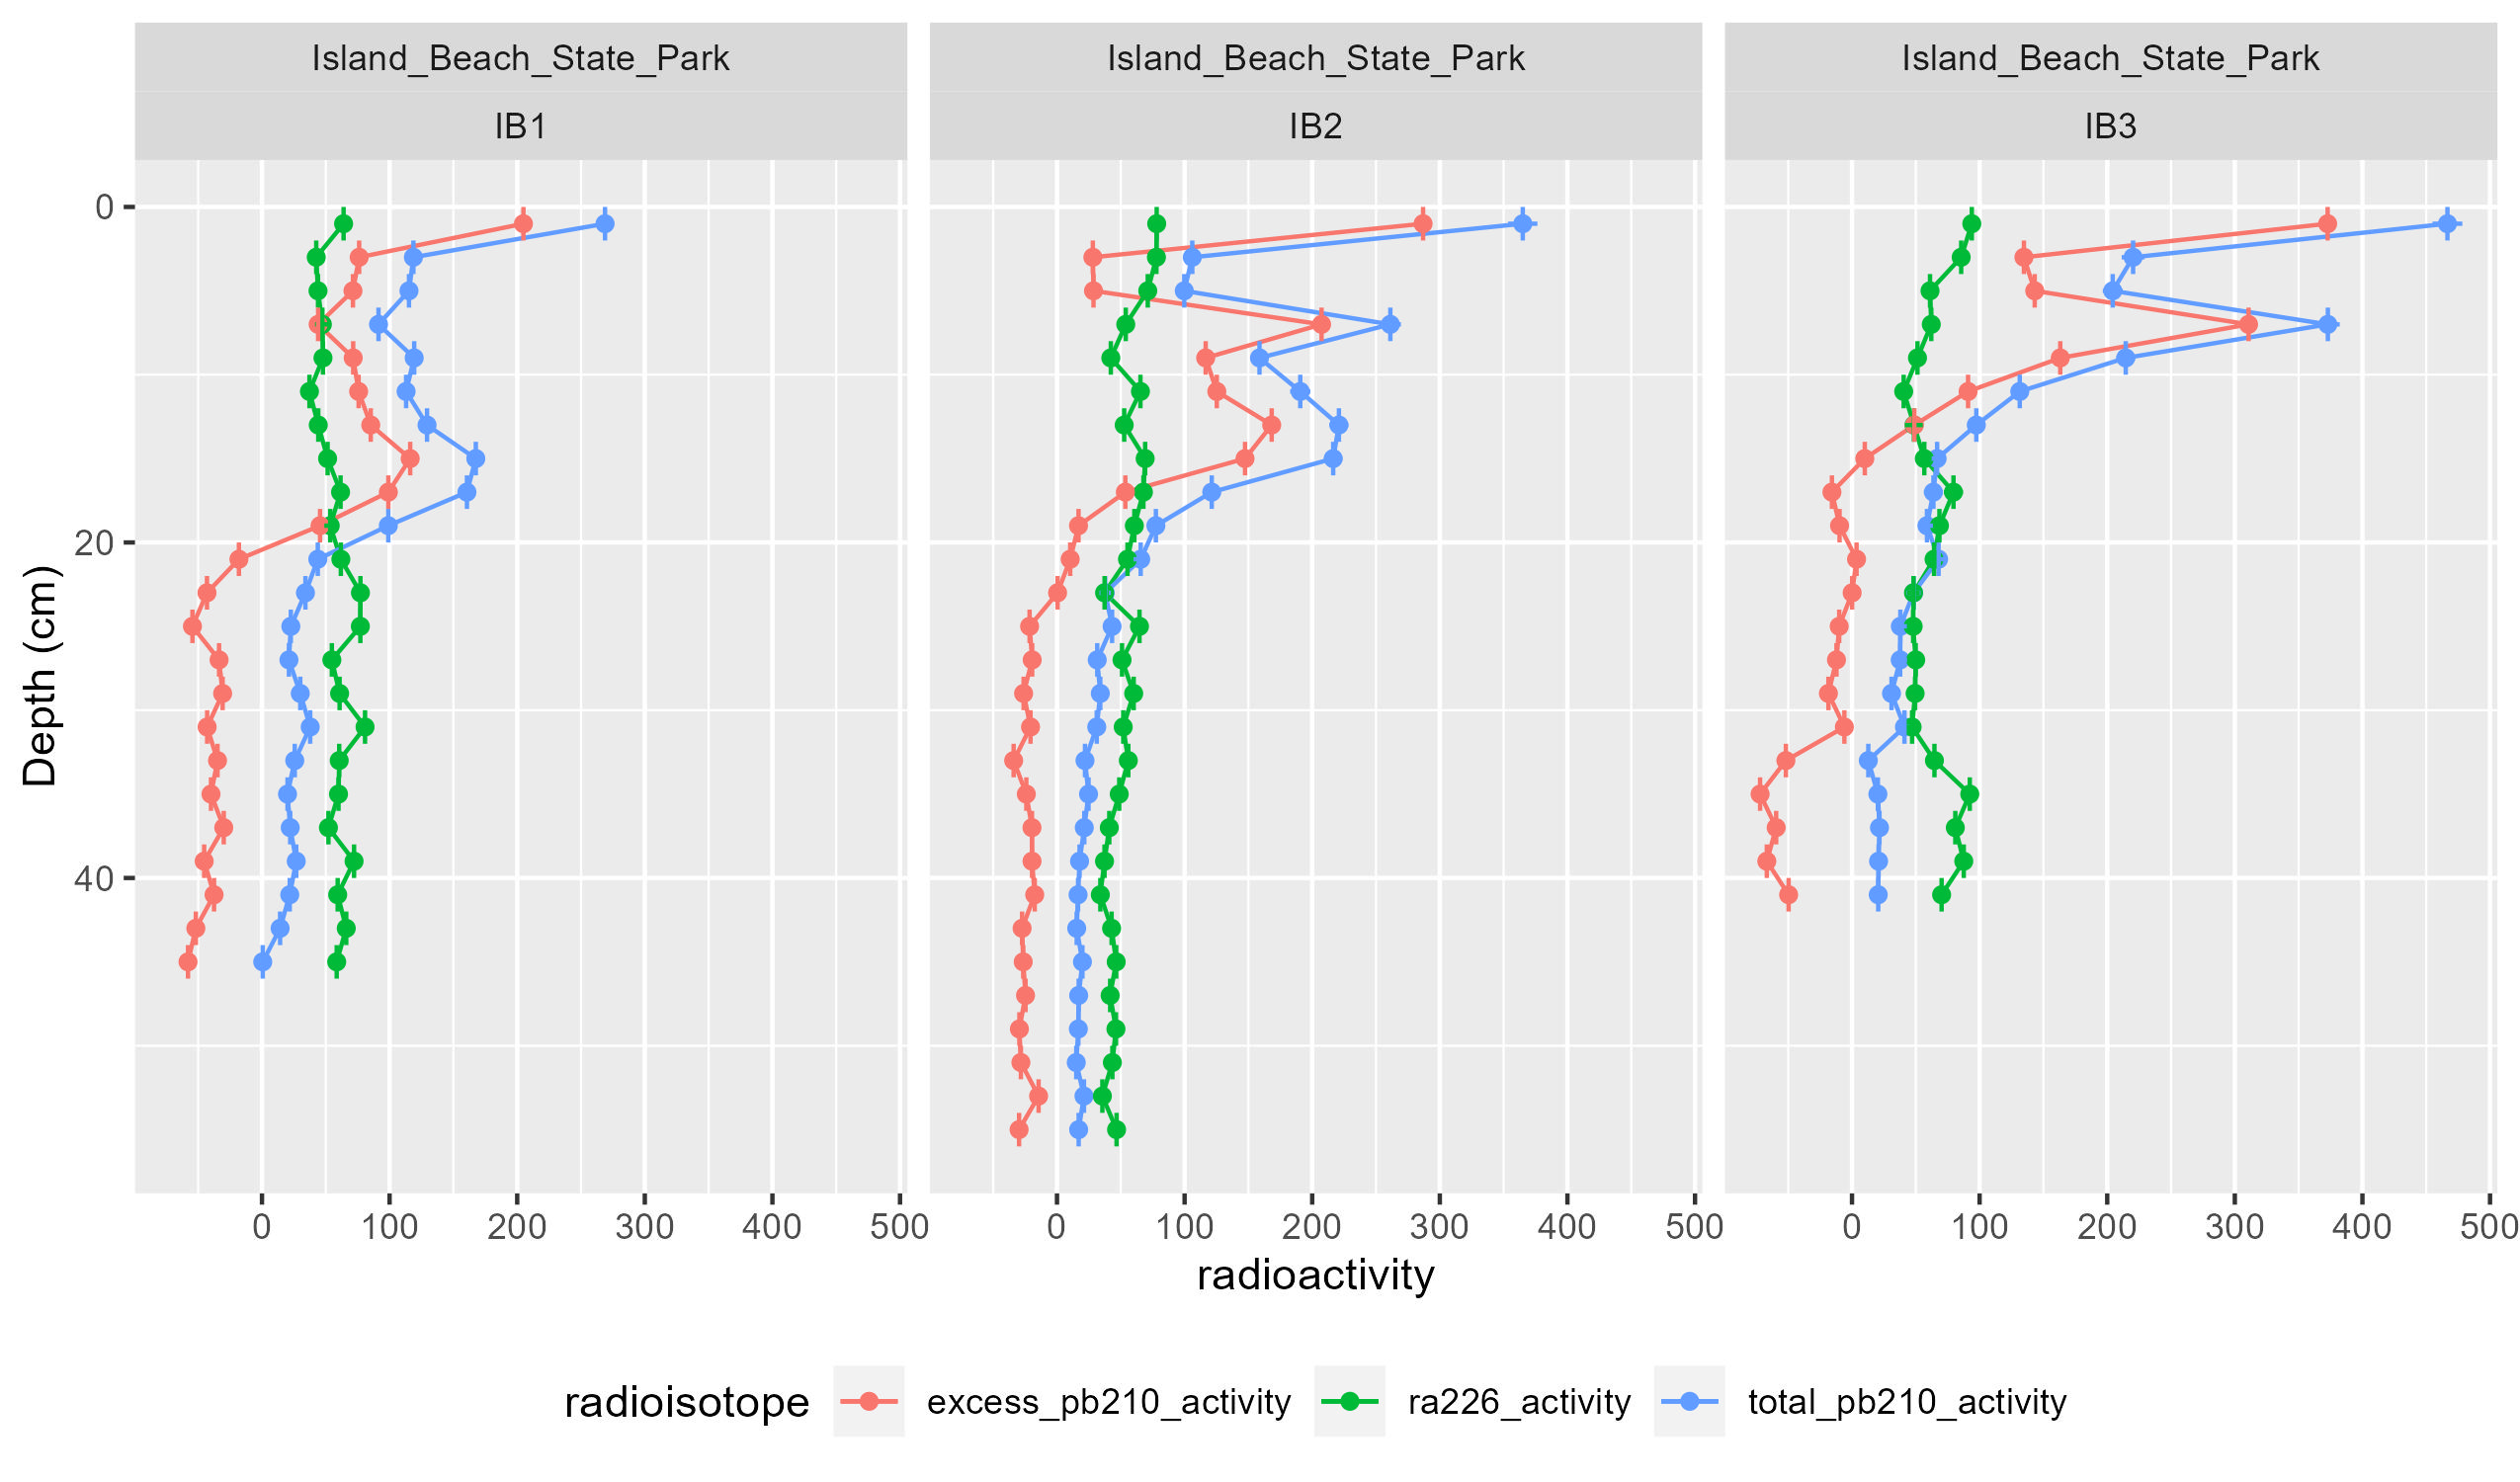 Island_Beach_State_Park Island_Beach_State_Park Island_Beach_State_Park
IB1 IB2 IB3
0
20
40
Depth (cm)
0 100 200 300 400 500 0 100 200 300 400 500 0 100 200 300 400 500
radioactivity
radioisotope excess_pb210_activity ra226_activity total_pb210_activity